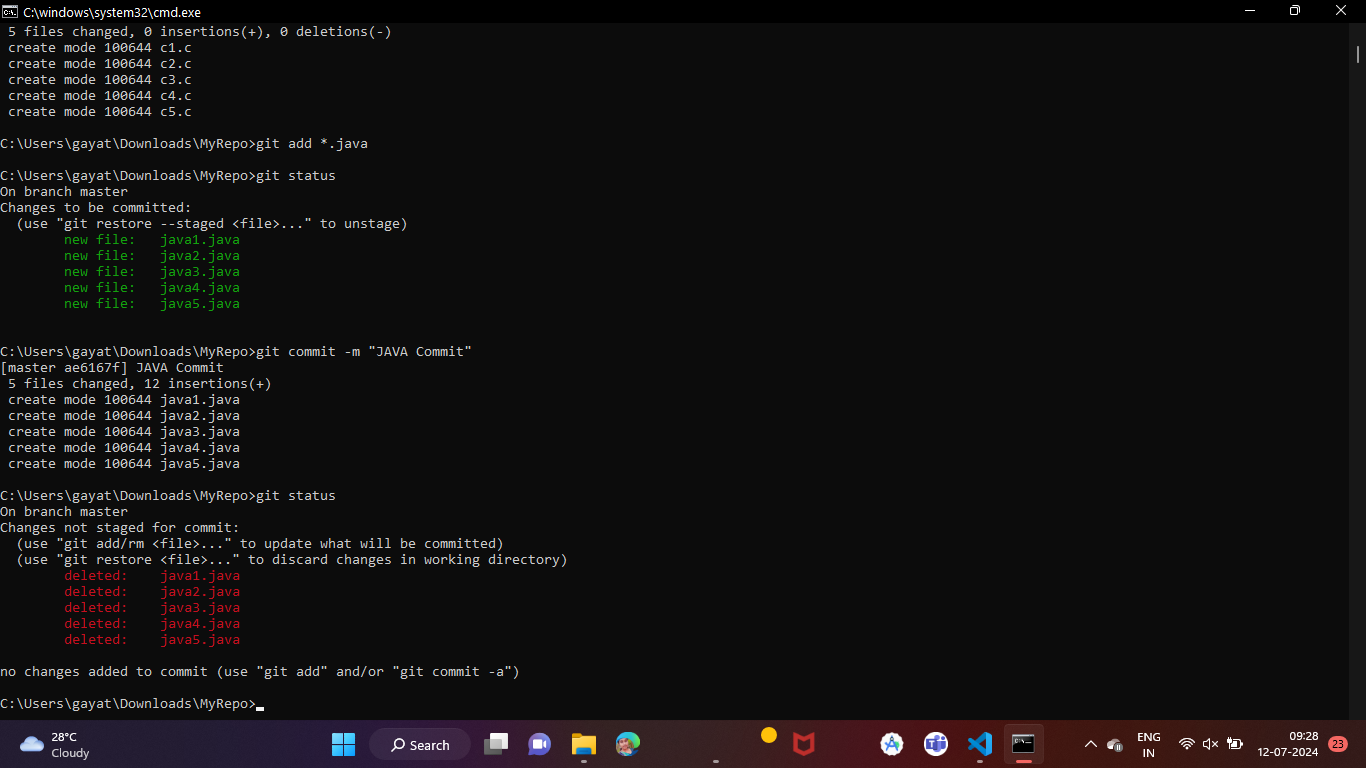 C:\windows\system32\cmd.exe
 5 files changed, 0 insertions(+), 0 deletions(-)
 create mode 100644 c1.c
 create mode 100644 c2.c
 create mode 100644 c3.c
 create mode 100644 c4.c
 create mode 100644 c5.c

C:\Users\gayat\Downloads\MyRepo>git add *.java

C:\Users\gayat\Downloads\MyRepo>git status
On branch master
Changes to be committed:
  (use "git restore --staged <file>..." to unstage)
        new file:   java1.java
        new file:   java2.java
        new file:   java3.java
        new file:   java4.java
        new file:   java5.java

C:\Users\gayat\Downloads\MyRepo>git commit -m "JAVA Commit"
[master ae6167f] JAVA Commit
 5 files changed, 12 insertions(+)
 create mode 100644 java1.java
 create mode 100644 java2.java
 create mode 100644 java3.java
 create mode 100644 java4.java
 create mode 100644 java5.java

C:\Users\gayat\Downloads\MyRepo>git status
On branch master
Changes not staged for commit:
  (use "git add/rm <file>..." to update what will be committed)
  (use "git restore <file>..." to discard changes in working directory)
        deleted:    java1.java
        deleted:    java2.java
        deleted:    java3.java
        deleted:    java4.java
        deleted:    java5.java

no changes added to commit (use "git add" and/or "git commit -a")

C:\Users\gayat\Downloads\MyRepo>
28°C
Cloudy
Search
ENG
IN
09:28
12-07-2024
23